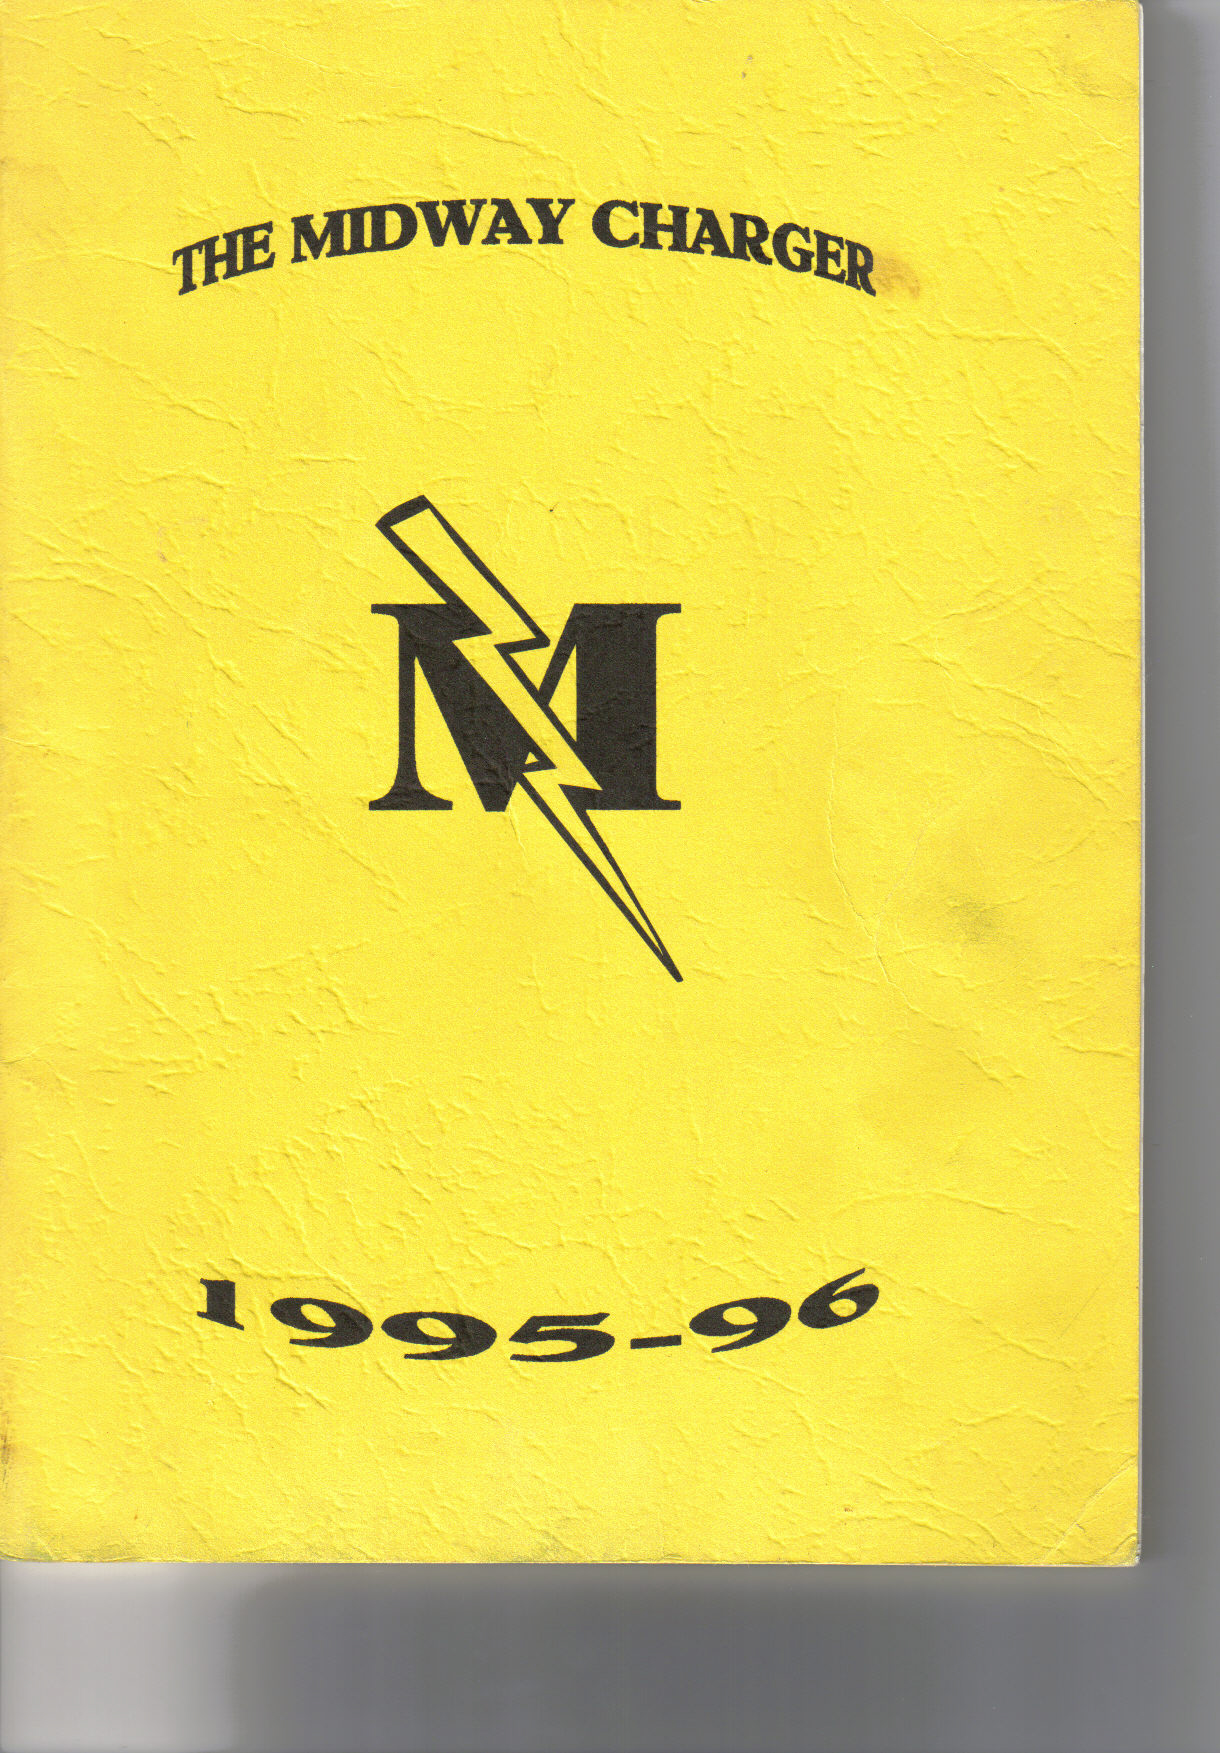 THE MIDWAY CHARGER
M
1995-96